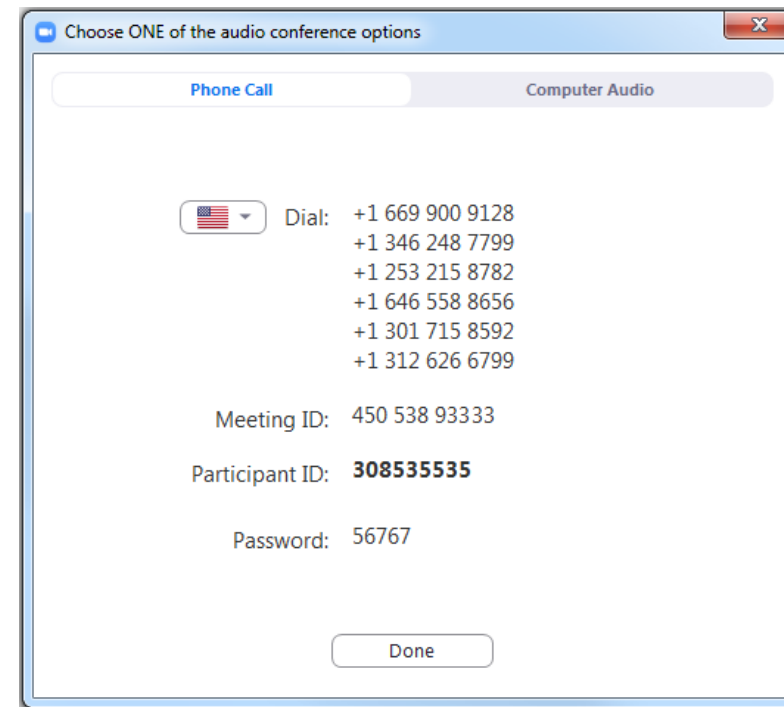 Choose ONE of the audio conference options
Phone Call Computer Audio
Dial: +1 669 900 9128
+1 346 248 7799
+1 253 215 8782
+1 646 558 8656
+1 301 715 8592
+1 312 626 6799
Meeting ID: 450 538 93333
Participant ID: 308535535
Password: 56767
Done